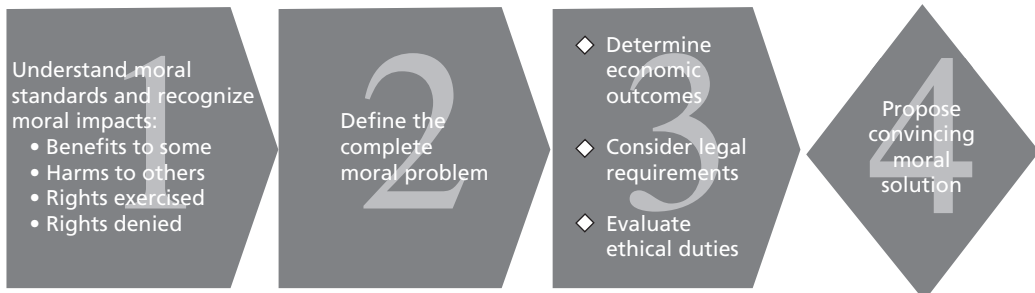 1
Understand moral
standards and recognize
moral impacts:
• Benefits to some
• Harms to others
• Rights exercised
• Rights denied
2
Define the
complete
moral problem
3
Determine
economic
outcomes
Consider legal
requirements
Evaluate
ethical duties
4
Propose
convincing
moral
solution